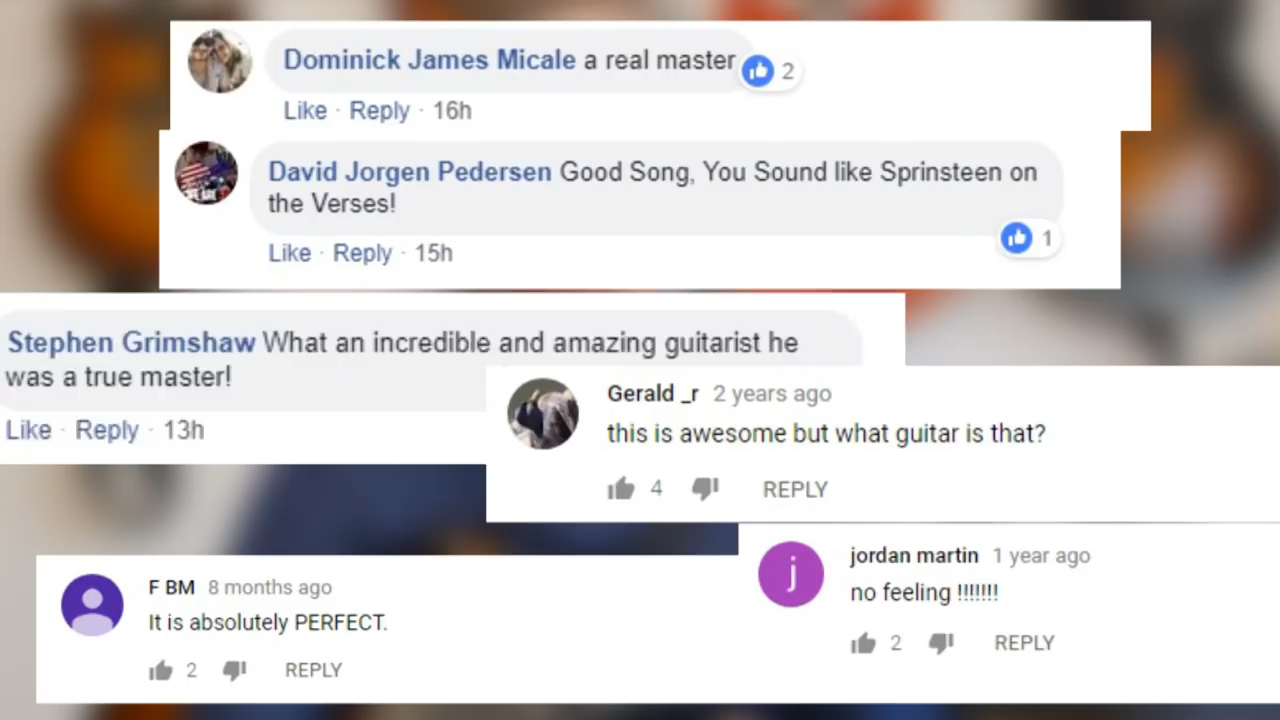 Dominick James Micale a real master
2
Like · Reply · 16h
David Jorgen Pedersen Good Song, You Sound like Sprinsteen on
the Verses!
1
Like · Reply · 15h
Stephen Grimshaw What an incredible and amazing guitarist he
was a true master!
Like · Reply · 13h
Gerald _r 2 years ago
this is awesome but what guitar is that?
4 REPLY
j
jordan martin 1 year ago
no feeling !!!!!!!
2 REPLY
F BM 8 months ago
It is absolutely PERFECT.
2 REPLY